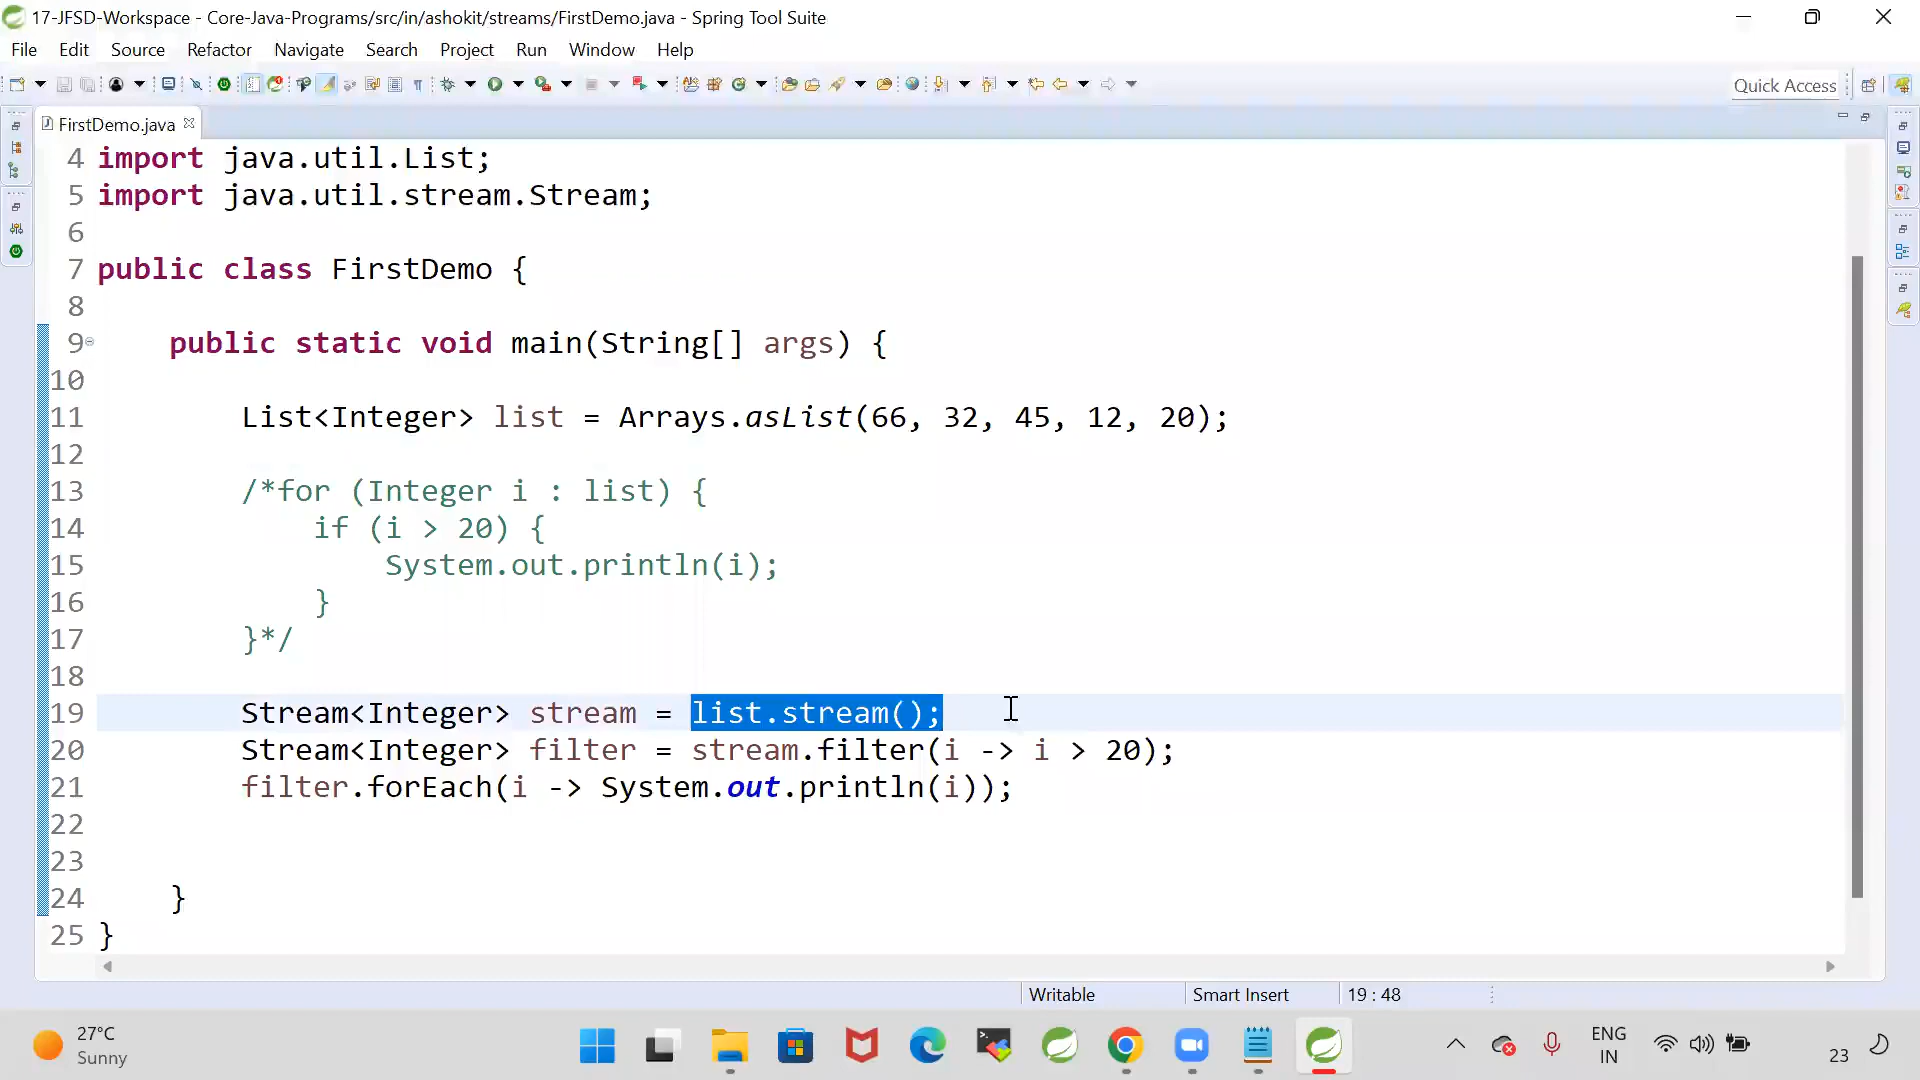 17-JFSD-Workspace - Core-Java-Programs/src/in/ashokit/streams/FirstDemo.java - Spring Tool Suite
File Edit Source Refactor Navigate Search Project Run Window Help
Quick Access
FirstDemo.java
4 import java.util.List;
5 import java.util.stream.Stream;
6
7 public class FirstDemo {
8
9 public static void main(String[] args) {
10
11 List<Integer> list = Arrays.asList(66, 32, 45, 12, 20);
12
13 /*for (Integer i : list) {
14 if (i > 20) {
15 System.out.println(i);
16 }
17 }*/
18
19 Stream<Integer> stream = list.stream();
20 Stream<Integer> filter = stream.filter(i -> i > 20);
21 filter.forEach(i -> System.out.println(i));
22
23
24 }
25 }
Writable Smart Insert 19 : 48
27°C
Sunny
ENG
IN
23